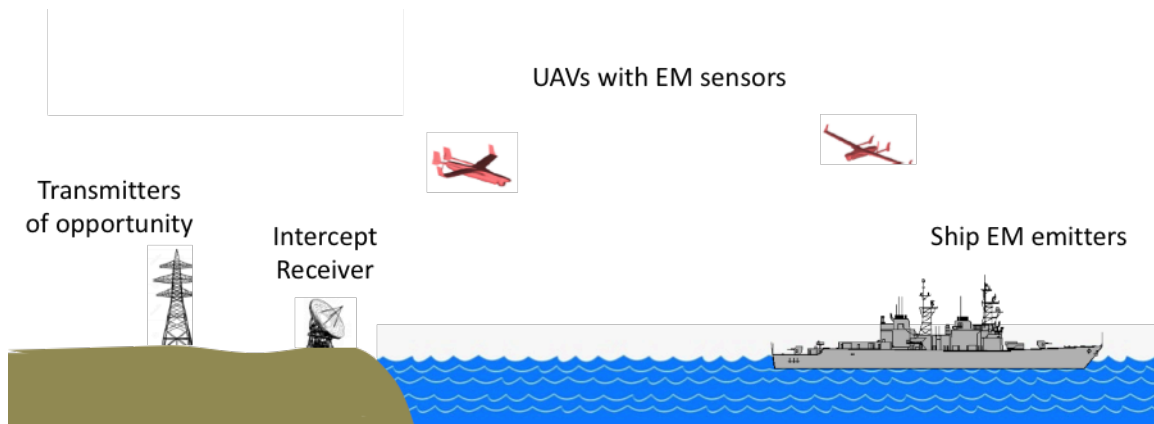 UAVs with EM sensors
Transmitters
of opportunity
Intercept
Receiver
Ship EM emitters